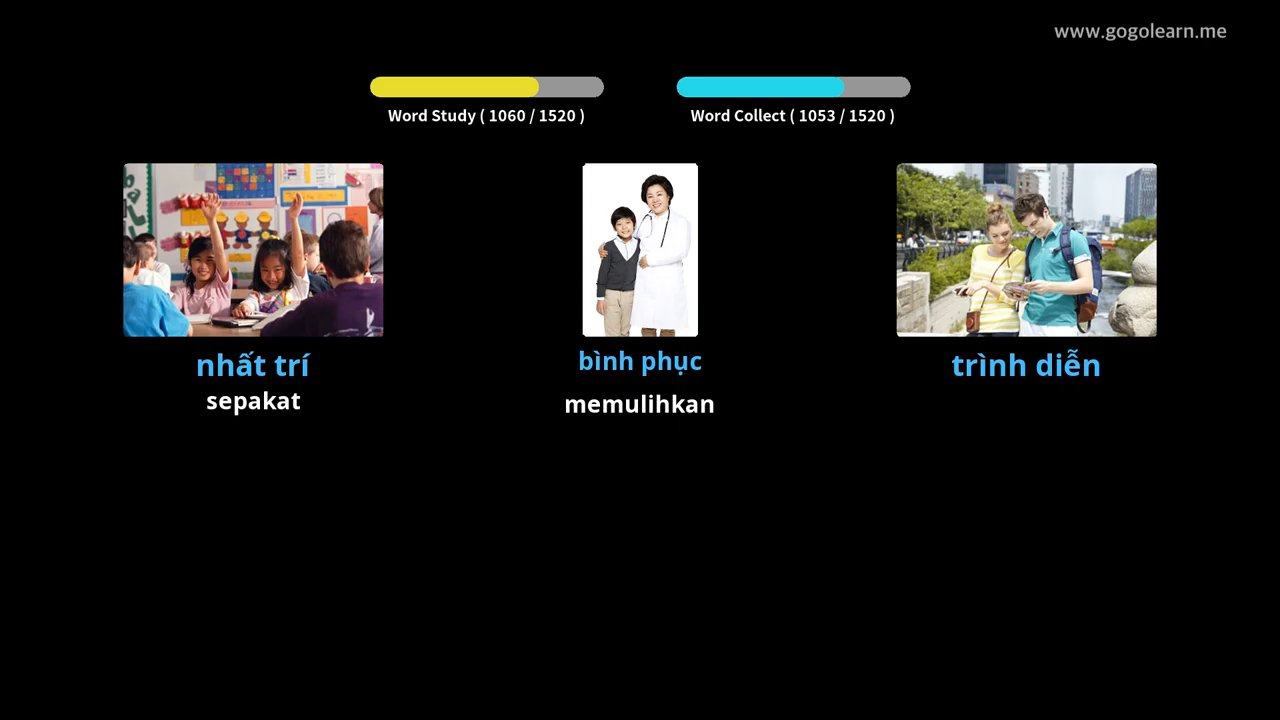 www.gogolearn.me
Word Study ( 1060 / 1520 )
Word Collect ( 1053 / 1520 )
nhất trí
sepakat
bình phục
memulihkan
trình diễn